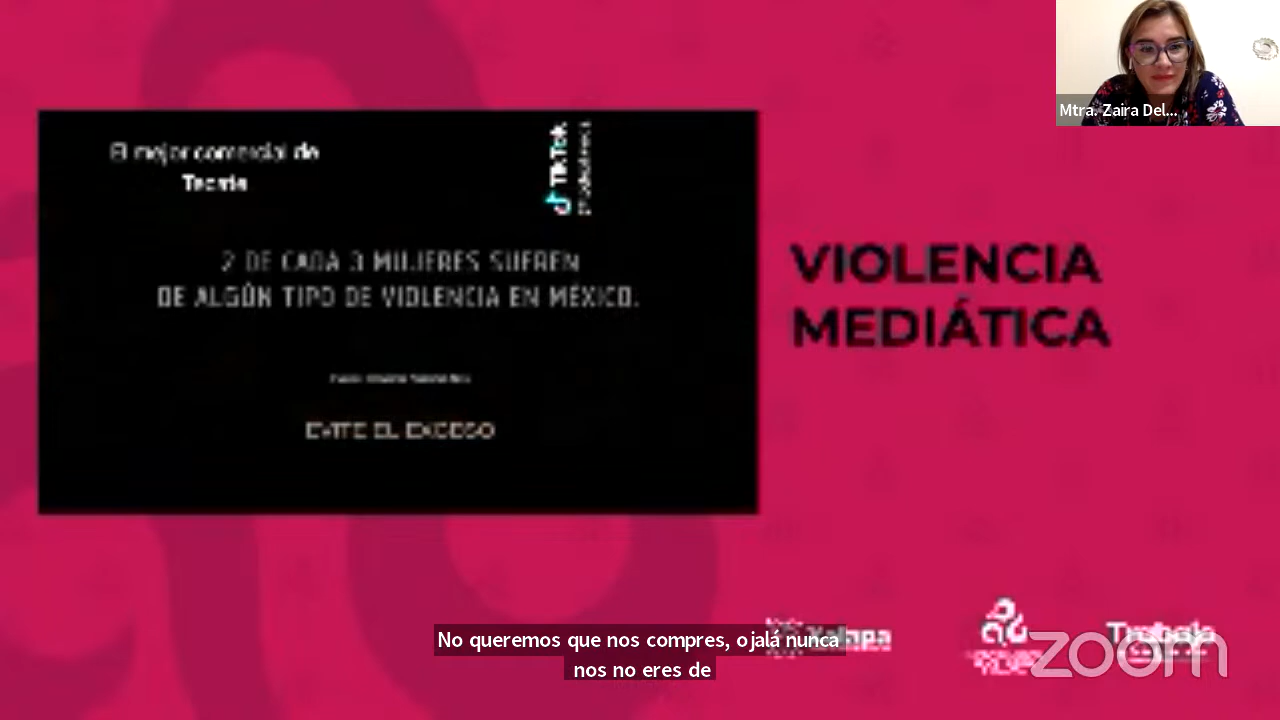 Mtra. Zaira Del...
El mejor comercial de
Tecate
TikTok
2 DE CADA 3 MUJERES SUFREN
DE ALGÚN TIPO DE VIOLENCIA EN MÉXICO.
EVITE EL EXCESO
VIOLENCIA
MEDIÁTICA
No queremos que nos compres, ojalá nunca
nos no eres de
Xalapa
Trabaja
zoom